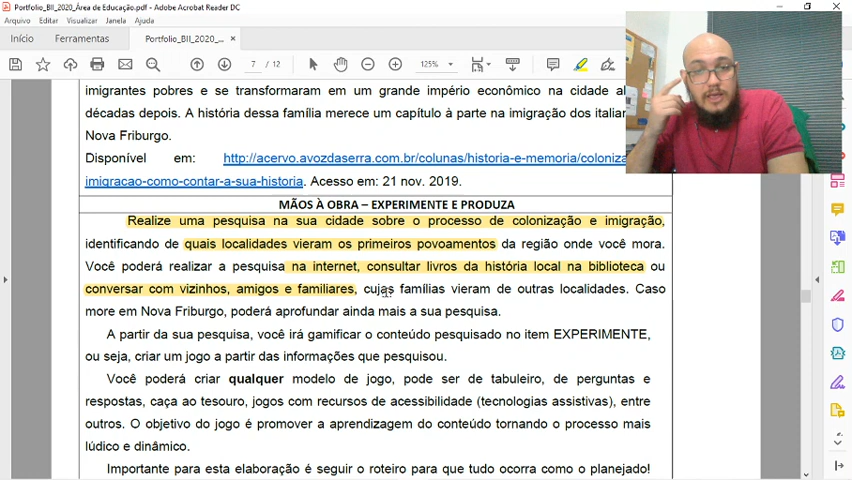 Portfolio_BII_2020_Área de Educação.pdf - Adobe Acrobat Reader DC
Arquivo Editar Visualizar Janela Ajuda
Início Ferramentas Portfolio_BII_2020_... ×
7 / 12 125%
imigrantes pobres e se transformaram em um grande império econômico na cidade al
décadas depois. A história dessa família merece um capítulo à parte na imigração dos italian
Nova Friburgo.
Disponível em: http://acervo.avozdaserra.com.br/colunas/historia-e-memoria/coloniza
imigracao-como-contar-a-sua-historia. Acesso em: 21 nov. 2019.
MÃOS À OBRA – EXPERIMENTE E PRODUZA
Realize uma pesquisa na sua cidade sobre o processo de colonização e imigração,
identificando de quais localidades vieram os primeiros povoamentos da região onde você mora.
Você poderá realizar a pesquisa na internet, consultar livros da história local na biblioteca ou
conversar com vizinhos, amigos e familiares, cujas famílias vieram de outras localidades. Caso
more em Nova Friburgo, poderá aprofundar ainda mais a sua pesquisa.
A partir da sua pesquisa, você irá gamificar o conteúdo pesquisado no item EXPERIMENTE,
ou seja, criar um jogo a partir das informações que pesquisou.
Você poderá criar qualquer modelo de jogo, pode ser de tabuleiro, de perguntas e
respostas, caça ao tesouro, jogos com recursos de acessibilidade (tecnologias assistivas), entre
outros. O objetivo do jogo é promover a aprendizagem do conteúdo tornando o processo mais
lúdico e dinâmico.
Importante para esta elaboração é seguir o roteiro para que tudo ocorra como o planejado!